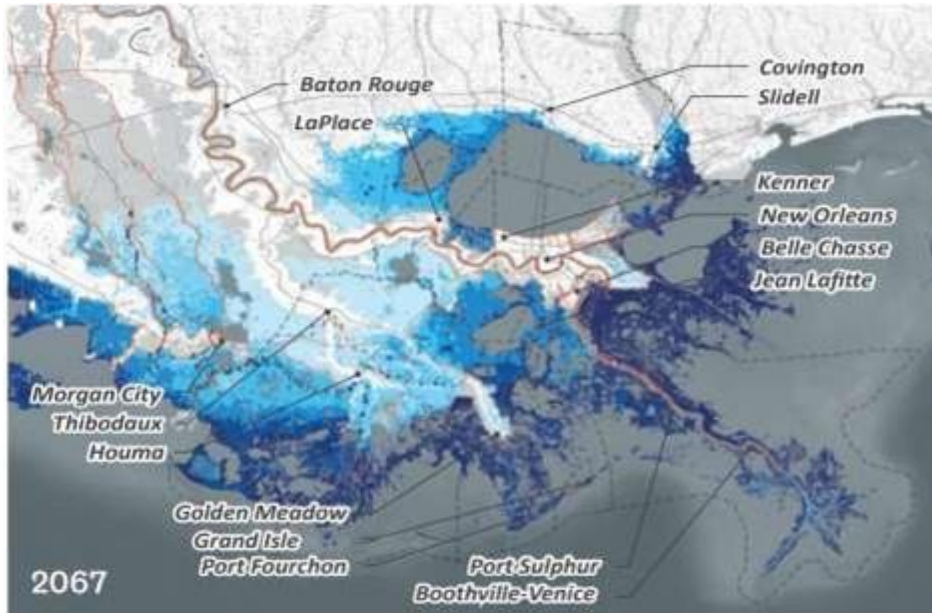 Baton Rouge
Covington
LaPlace
Slidell
Kenner
New Orleans
Belle Chasse
Jean Lafitte
Morgan City
Thibodaux
Houma
Golden Meadow
Grand Isle
Port Fourchon
Port Sulphur
Boothville-Venice
2067